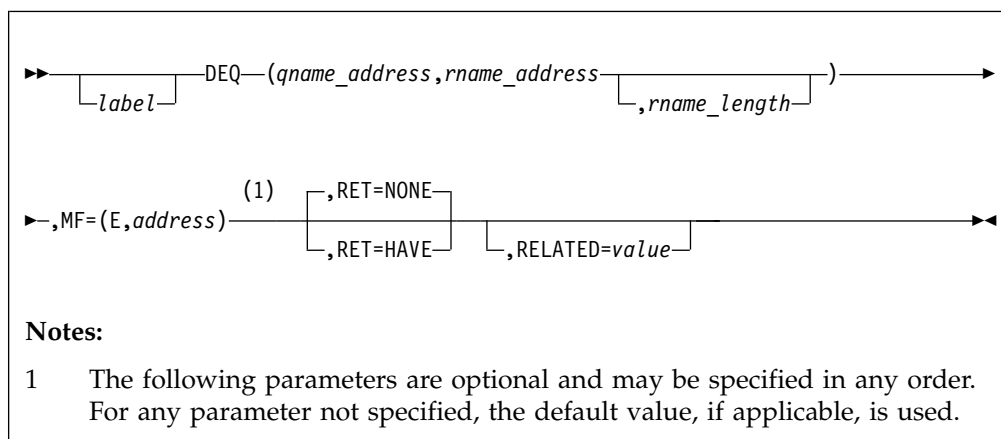 DEQ (qname_address,rname_address )
label ,rname_length
(1) ,RET=NONE
,MF=(E,address)
,RET=HAVE ,RELATED=value
Notes:
1 The following parameters are optional and may be specified in any order.
For any parameter not specified, the default value, if applicable, is used.